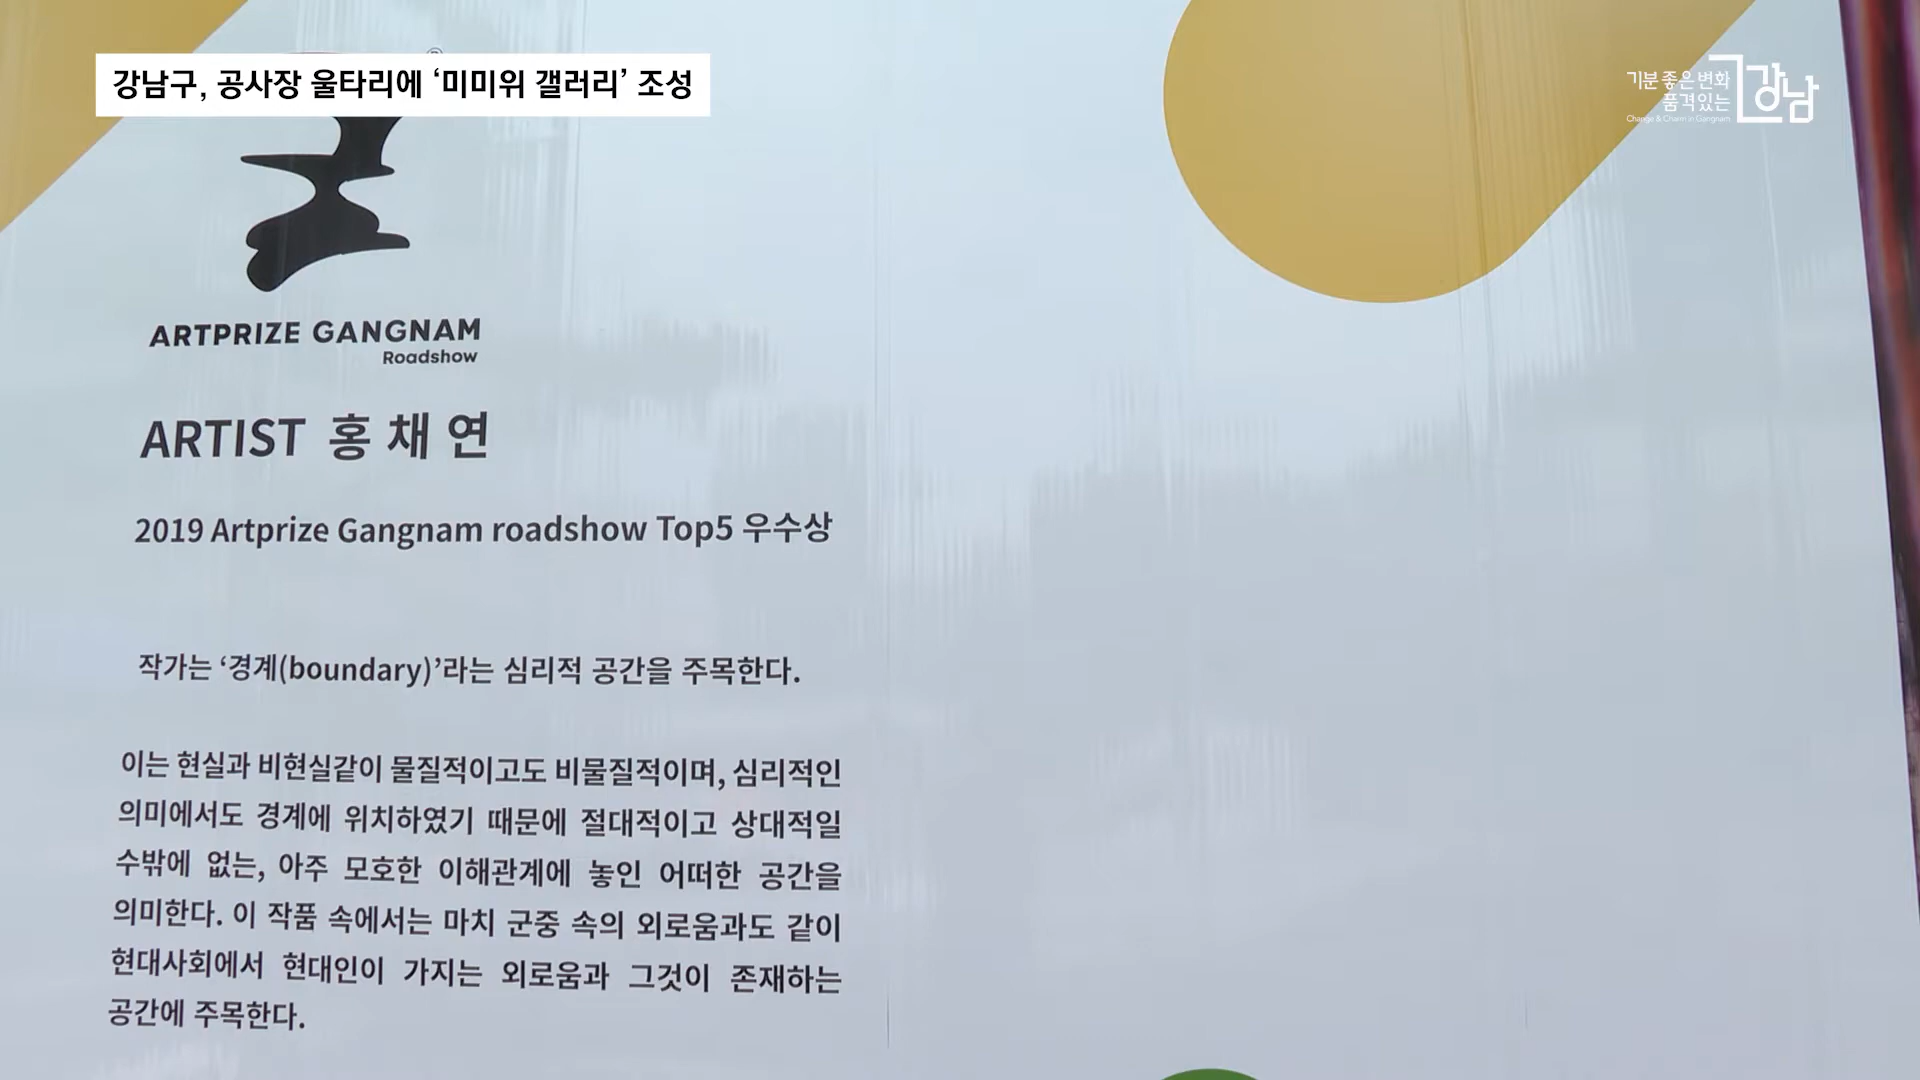 강남구, 공사장 울타리에 ‘미미위 갤러리’ 조성
기분 좋은 변화
품격있는
강남
Change & Charm in Gangnam
ARTPRIZE GANGNAM
Roadshow
ARTIST 홍채연
2019 Artprize Gangnam roadshow Top5 우수상
작가는 ‘경계(boundary)’라는 심리적 공간을 주목한다.
이는 현실과 비현실같이 물질적이고도 비물질적이며, 심리적인
의미에서도 경계에 위치하였기 때문에 절대적이고 상대적일
수밖에 없는, 아주 모호한 이해관계에 놓인 어떠한 공간을
의미한다. 이 작품 속에서는 마치 군중 속의 외로움과도 같이
현대사회에서 현대인이 가지는 외로움과 그것이 존재하는
공간에 주목한다.